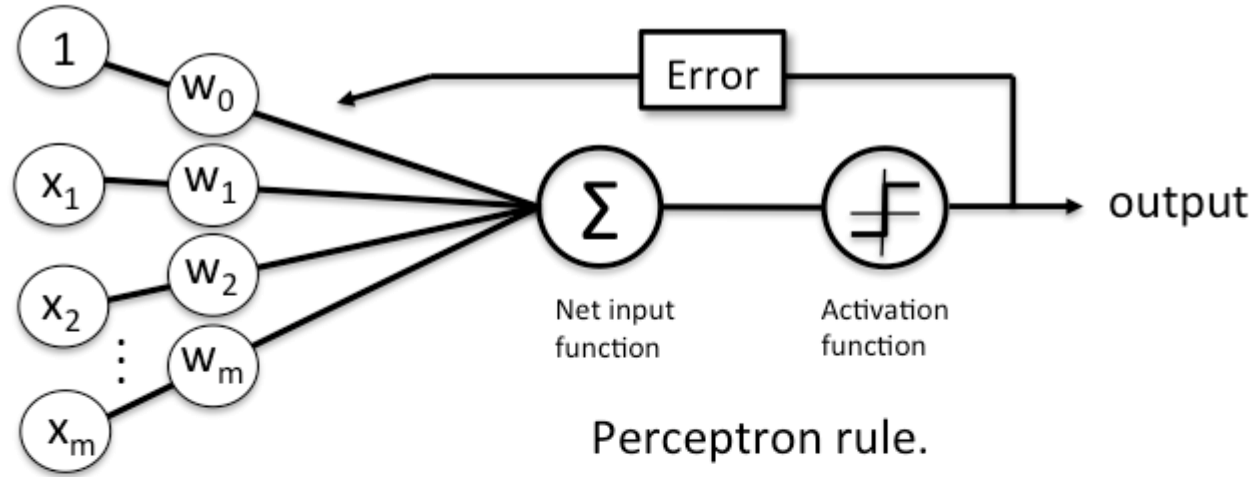 1
w₀
Error
x₁
w₁
Σ
output
x₂
w₂
⋮
wₘ
xₘ
Net input
function
Activation
function
Perceptron rule.